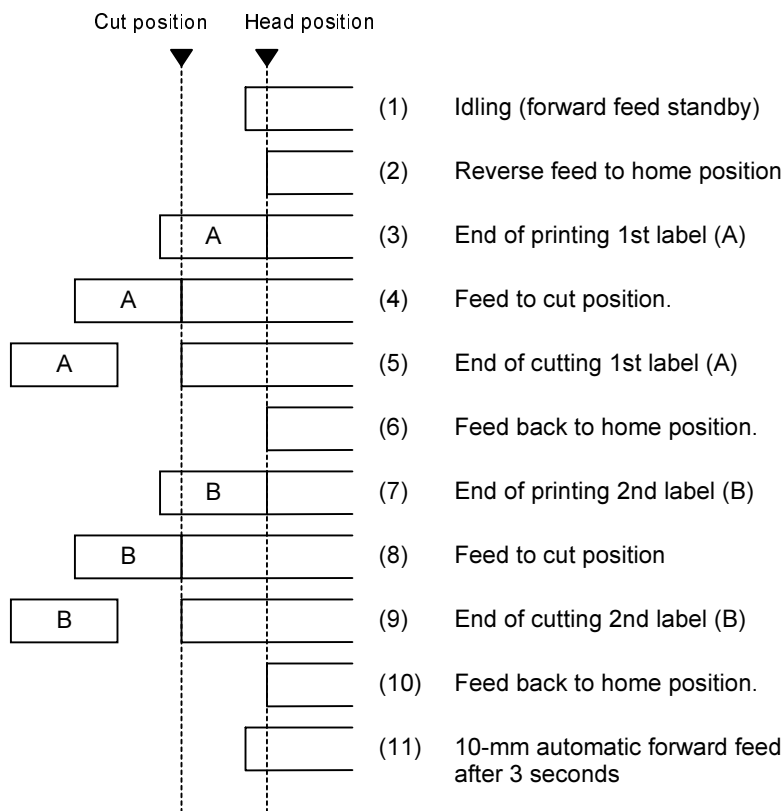 Cut position Head position
(1) Idling (forward feed standby)
(2) Reverse feed to home position
A (3) End of printing 1st label (A)
A (4) Feed to cut position.
A (5) End of cutting 1st label (A)
(6) Feed back to home position.
B (7) End of printing 2nd label (B)
B (8) Feed to cut position
B (9) End of cutting 2nd label (B)
(10) Feed back to home position.
(11) 10-mm automatic forward feed
after 3 seconds